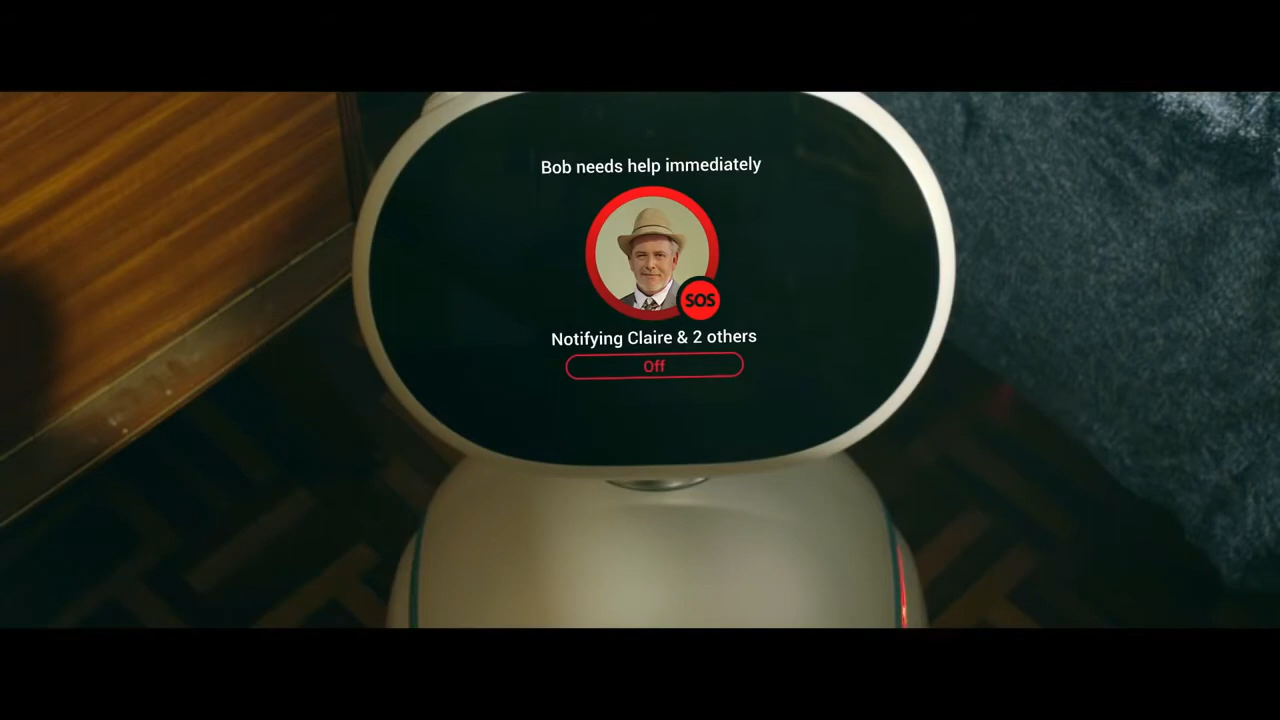 Bob needs help immediately
SOS
Notifying Claire & 2 others
Off